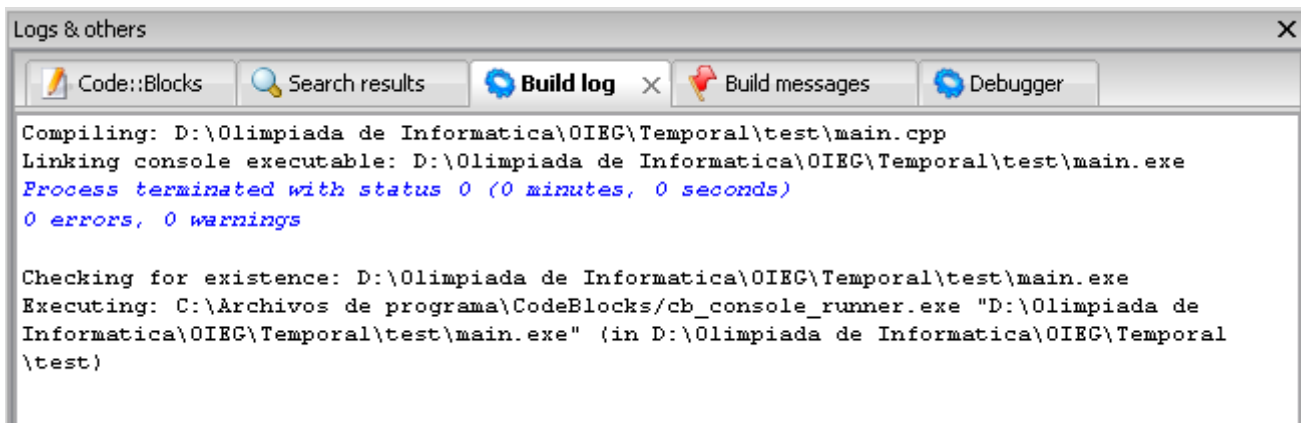 Logs & others
Code::Blocks Search results Build log Build messages Debugger
Compiling: D:\Olimpiada de Informatica\OIEG\Temporal\test\main.cpp
Linking console executable: D:\Olimpiada de Informatica\OIEG\Temporal\test\main.exe
Process terminated with status 0 (0 minutes, 0 seconds)
0 errors, 0 warnings
Checking for existence: D:\Olimpiada de Informatica\OIEG\Temporal\test\main.exe
Executing: C:\Archivos de programa\CodeBlocks/cb_console_runner.exe "D:\Olimpiada de
Informatica\OIEG\Temporal\test\main.exe" (in D:\Olimpiada de Informatica\OIEG\Temporal
\test)